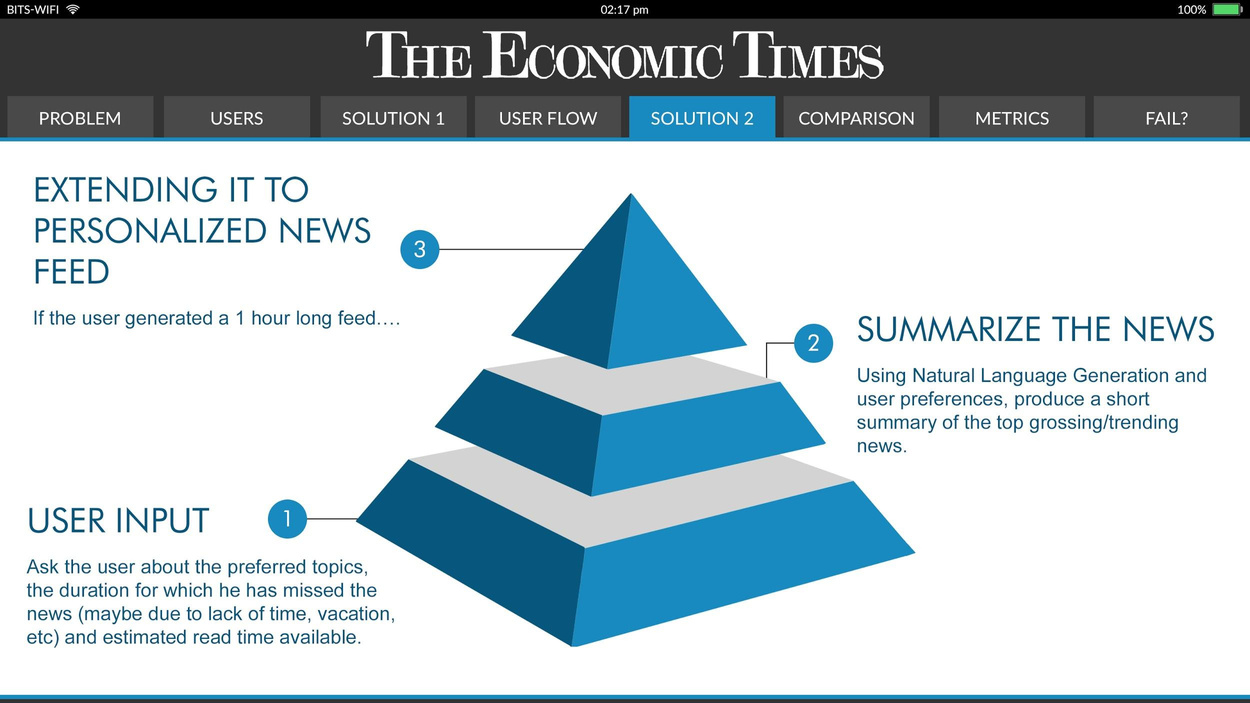 BITS-WIFI
02:17 pm
100%
THE ECONOMIC TIMES
PROBLEM
USERS
SOLUTION 1
USER FLOW
SOLUTION 2
COMPARISON
METRICS
FAIL?
EXTENDING IT TO
PERSONALIZED NEWS
FEED
If the user generated a 1 hour long feed....
3
2
SUMMARIZE THE NEWS
Using Natural Language Generation and
user preferences, produce a short
summary of the top grossing/trending
news.
USER INPUT
1
Ask the user about the preferred topics,
the duration for which he has missed the
news (maybe due to lack of time, vacation,
etc) and estimated read time available.